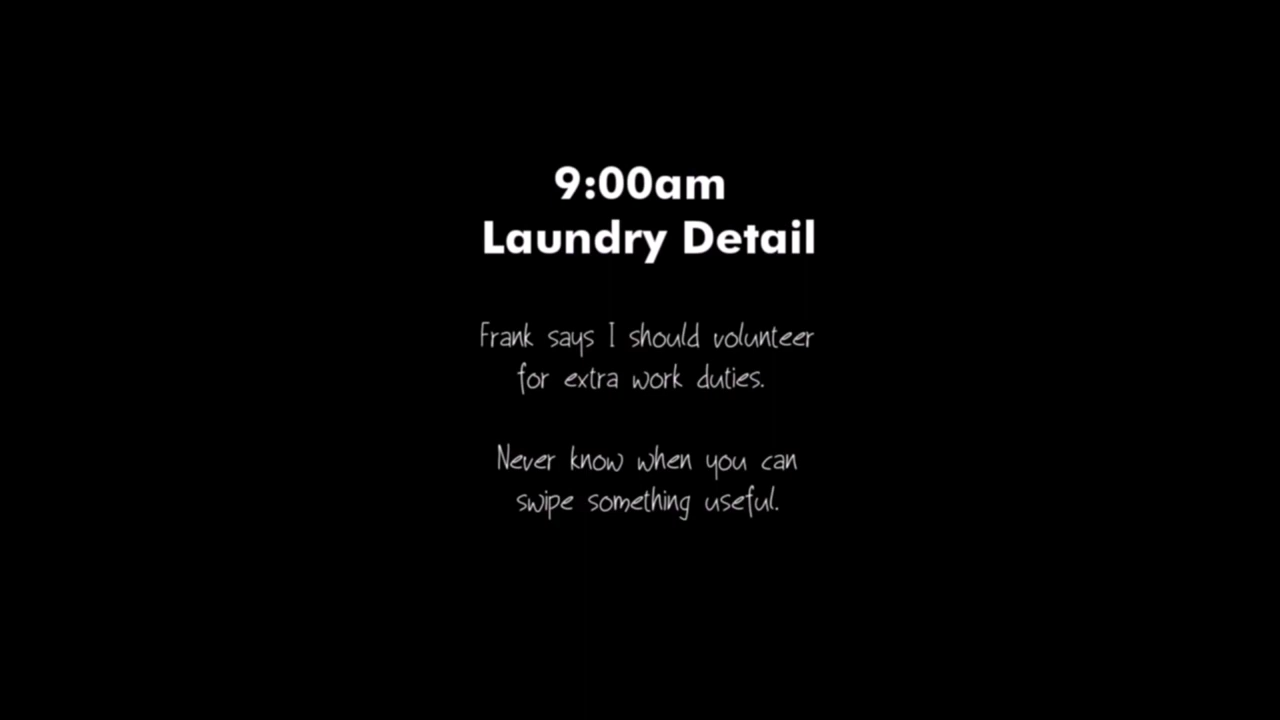 9:00am
Laundry Detail
Frank says I should volunteer
for extra work duties.
Never know when you can
swipe something useful.